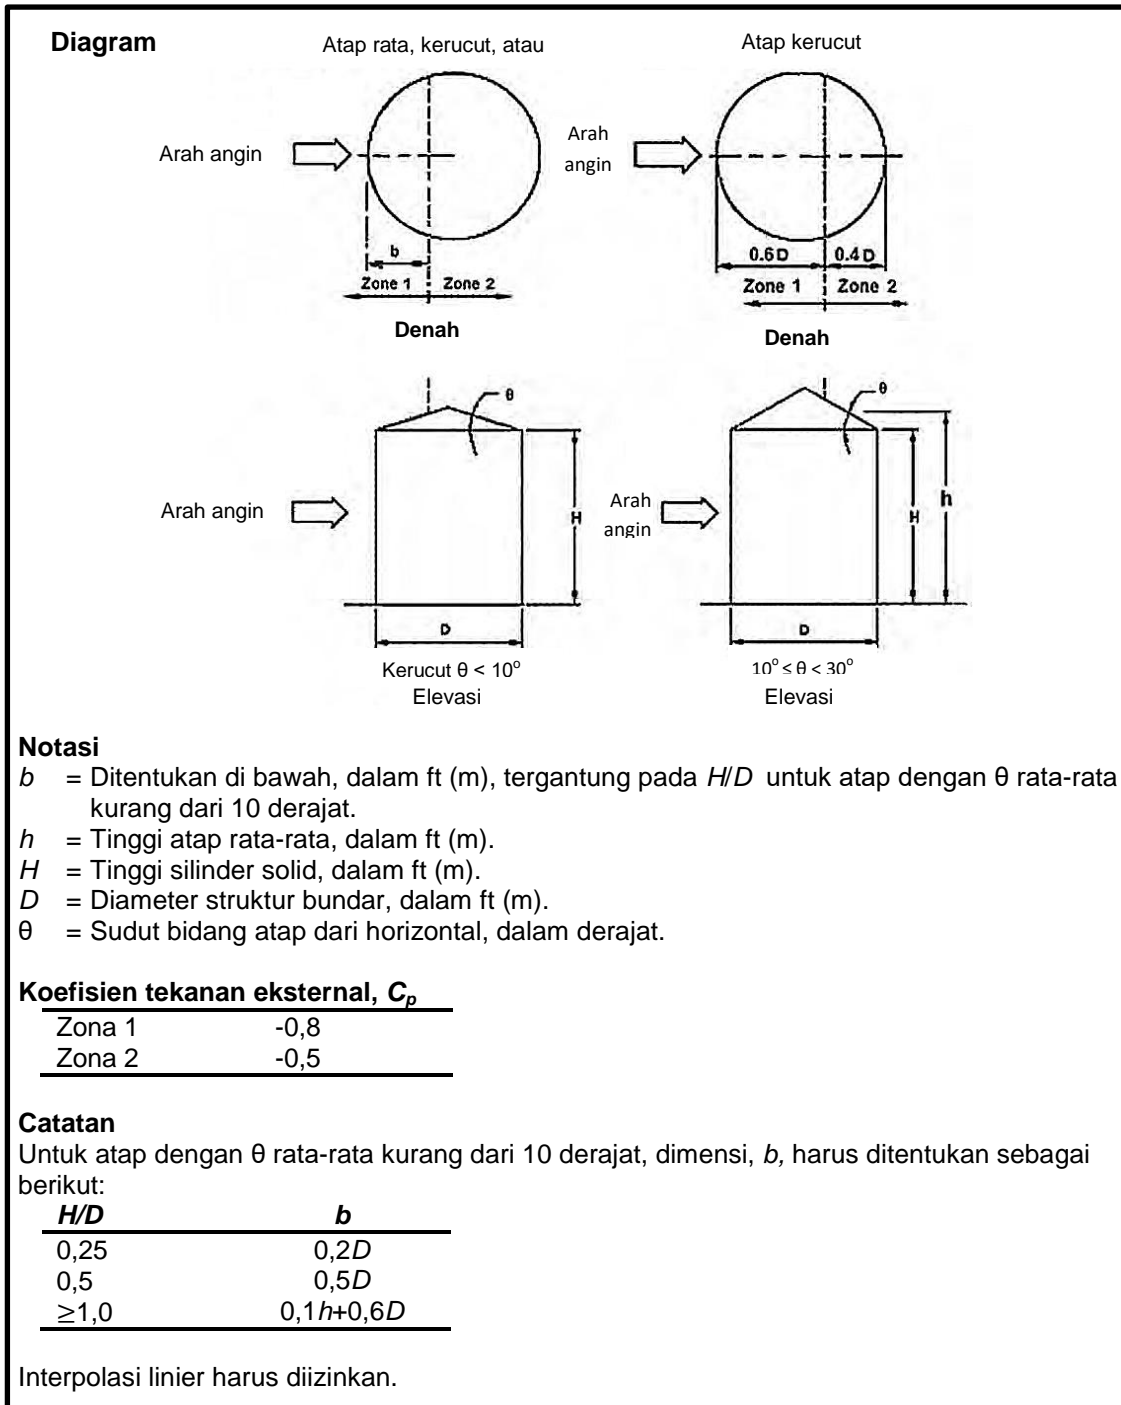 Diagram
Atap rata, kerucut, atau
Atap kerucut
Arah angin
Arah
angin
b
Zone 1 Zone 2
0.6D 0.4D
Zone 1 Zone 2
Denah
Denah
θ
θ
Arah angin
H
Arah
angin
H
h
D
D
Kerucut θ < 10°
Elevasi
10° ≤ θ < 30°
Elevasi
Notasi
b = Ditentukan di bawah, dalam ft (m), tergantung pada H/D untuk atap dengan θ rata-rata
kurang dari 10 derajat.
h = Tinggi atap rata-rata, dalam ft (m).
H = Tinggi silinder solid, dalam ft (m).
D = Diameter struktur bundar, dalam ft (m).
θ = Sudut bidang atap dari horizontal, dalam derajat.
Koefisien tekanan eksternal, Cp
Zona 1 -0,8
Zona 2 -0,5
Catatan
Untuk atap dengan θ rata-rata kurang dari 10 derajat, dimensi, b, harus ditentukan sebagai
berikut:
H/D b
0,25 0,2D
0,5 0,5D
≥1,0 0,1h+0,6D
Interpolasi linier harus diizinkan.